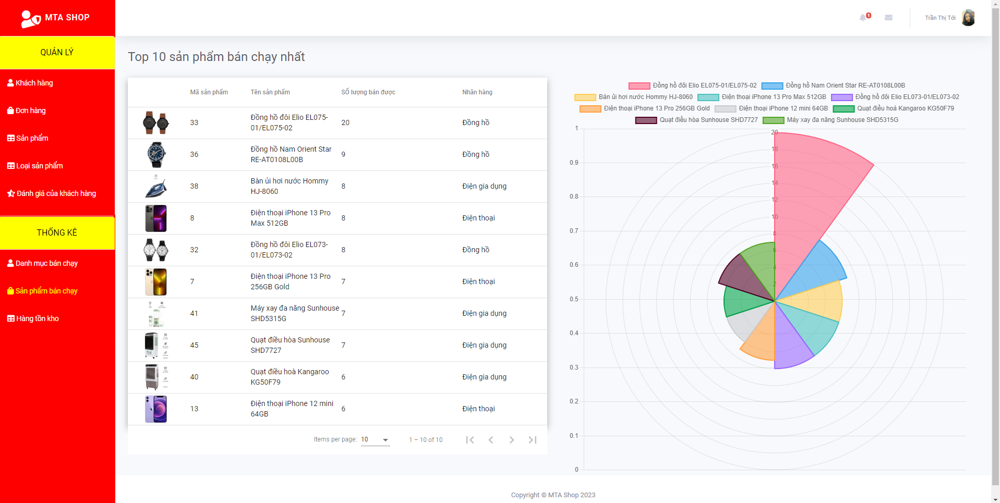 MTA SHOP
1
Trần Thị Tới
QUẢN LÝ
Khách hàng
Đơn hàng
Sản phẩm
Loại sản phẩm
Đánh giá của khách hàng
THỐNG KÊ
Danh mục bán chạy
Sản phẩm bán chạy
Hàng tồn kho
Top 10 sản phẩm bán chạy nhất
Mã sản phẩm Tên sản phẩm SỐ lượng bán được Nhãn hàng
33 Đồng hồ đôi Elio EL075-
01/EL075-02 20 Đồng hồ
36 Đồng hồ Nam Orient Star
RE-AT0108L00B 9 Đồng hồ
38 Bàn ủi hơi nước Hommy
HJ-8060 8 Điện gia dụng
8 Điện thoại iPhone 13 Pro
Max 512GB 8 Điện thoại
32 Đồng hồ đôi Elio EL073-
01/EL073-02 8 Đồng hồ
7 Điện thoại iPhone 13 Pro
256GB Gold 7 Điện thoại
41 Máy xay đa năng Sunhouse
SHD5315G 7 Điện gia dụng
45 Quạt điều hòa Sunhouse
SHD7727 7 Điện gia dụng
40 Quạt điều hoà Kangaroo
KG50F79 6 Điện gia dụng
13 Điện thoại iPhone 12 mini
64GB 6 Điện thoại
Items per page: 10 1 – 10 of 10
Đồng hồ đôi Elio EL075-01/EL075-02 Đồng hồ Nam Orient Star RE-AT0108L00B
Bàn ủi hơi nước Hommy HJ-8060 Điện thoại iPhone 13 Pro Max 512GB Đồng hồ đôi Elio EL073-01/EL073-02
Điện thoại iPhone 13 Pro 256GB Gold Điện thoại iPhone 12 mini 64GB Quạt điều hoà Kangaroo KG50F79
Quạt điều hòa Sunhouse SHD7727 Máy xay đa năng Sunhouse SHD5315G
1
0.9
0.8
0.7
0.6
0.5
0.4
0.3
0.2
0.1
0
20
18
16
14
12
10
8
6
4
2
Copyright © MTA Shop 2023